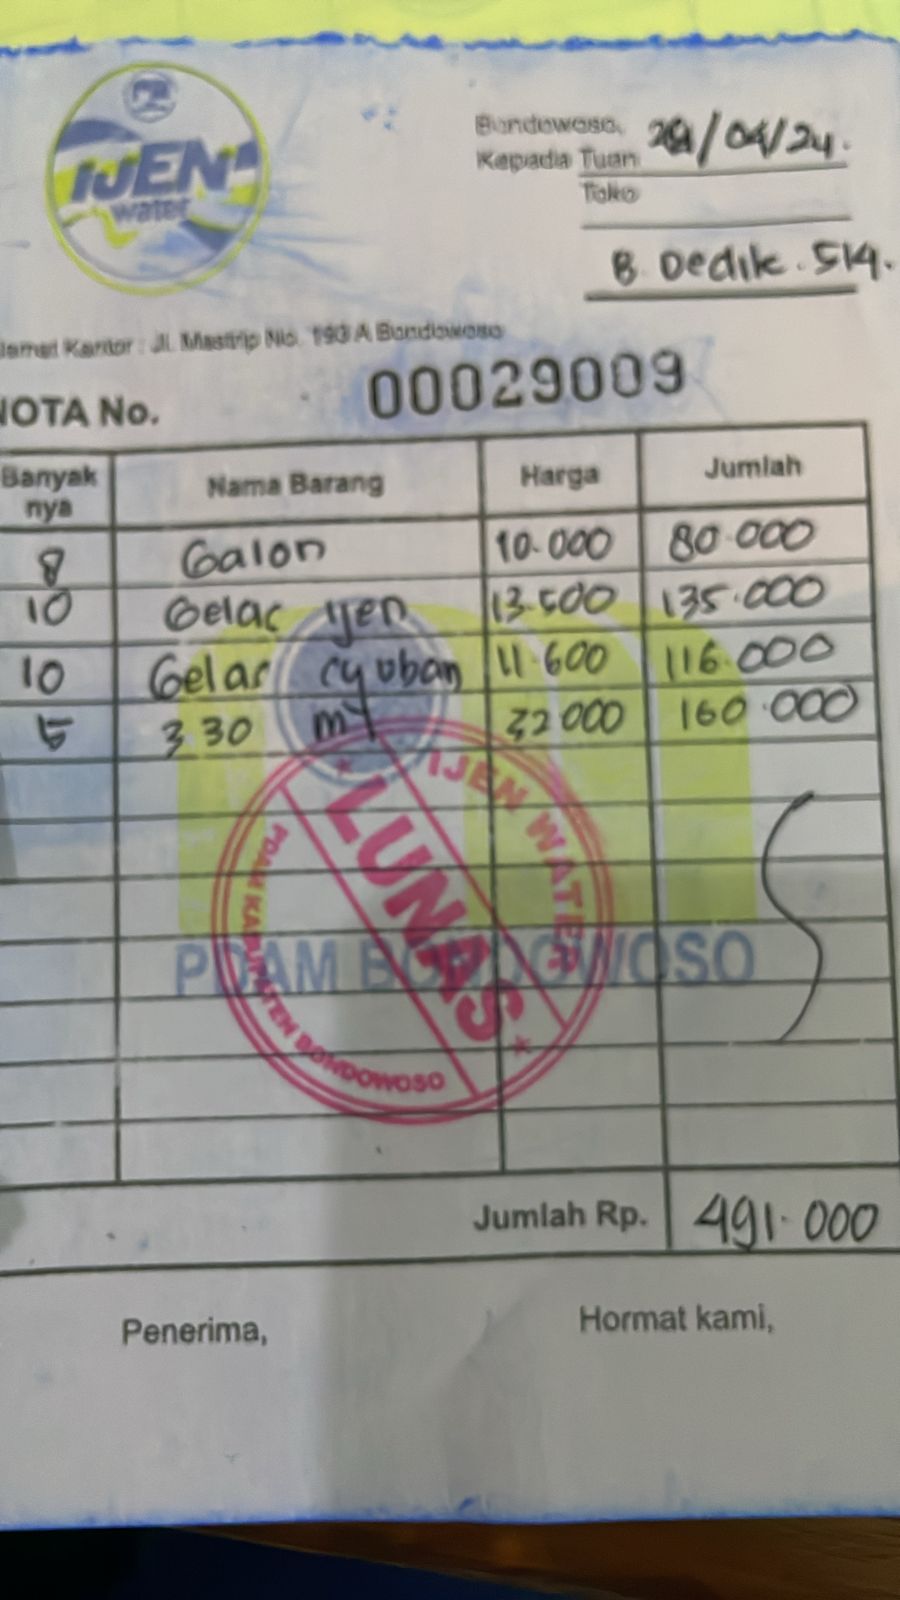 IJEN
water
Bondowoso, 29/04/24.
Kepada Tuan
Toko
B. Dedik. 514.
lamat Kantor : Jl. Mastrip No. 193 A Bondowoso
NOTA No. 00029009
Banyak nya Nama Barang Harga Jumlah
8 Galon 10.000 80.000
10 Gelas Ijen 13.500 135.000
10 Gelas 11.600 116.000
5 330 ml 32000 160.000
IJEN WATER
LUNAS
PDAM KABUPATEN BONDOWOSO
PDAM BONDOWOSO
Jumlah Rp. 491.000
Penerima, Hormat kami,